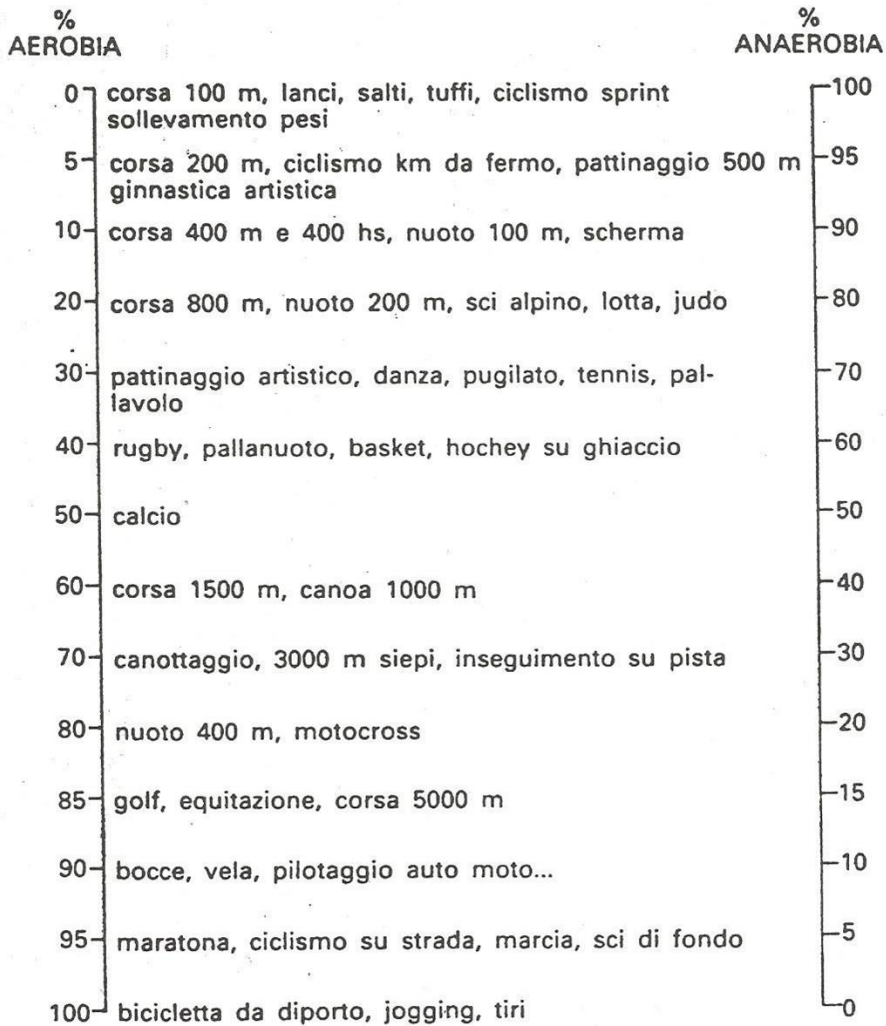 %
AEROBIA
%
ANAEROBIA
0 corsa 100 m, lanci, salti, tuffi, ciclismo sprint 100
sollevamento pesi
5 corsa 200 m, ciclismo km da fermo, pattinaggio 500 m 95
ginnastica artistica
10 corsa 400 m e 400 hs, nuoto 100 m, scherma 90
20 corsa 800 m, nuoto 200 m, sci alpino, lotta, judo 80
30 pattinaggio artistico, danza, pugilato, tennis, pal- 70
lavolo
40 rugby, pallanuoto, basket, hochey su ghiaccio 60
50 calcio 50
60 corsa 1500 m, canoa 1000 m 40
70 canottaggio, 3000 m siepi, inseguimento su pista 30
80 nuoto 400 m, motocross 20
85 golf, equitazione, corsa 5000 m 15
90 bocce, vela, pilotaggio auto moto... 10
95 maratona, ciclismo su strada, marcia, sci di fondo 5
100 bicicletta da diporto, jogging, tiri 0